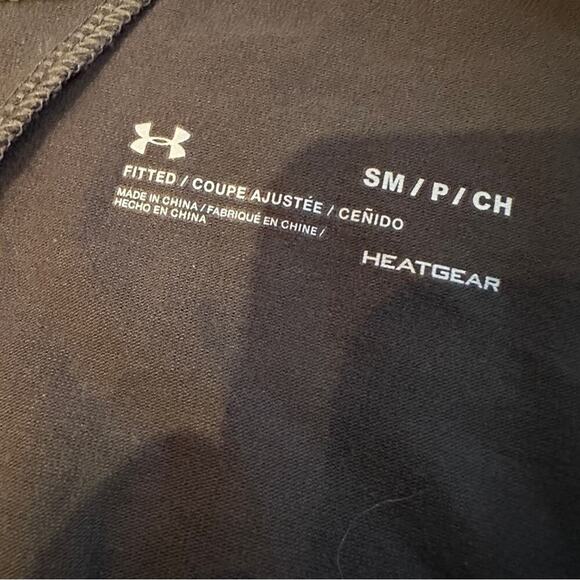 FITTED / COUPE AJUSTÉE / CEÑIDO
MADE IN CHINA / FABRIQUÉ EN CHINE /
HECHO EN CHINA
SM / P / CH
HEATGEAR